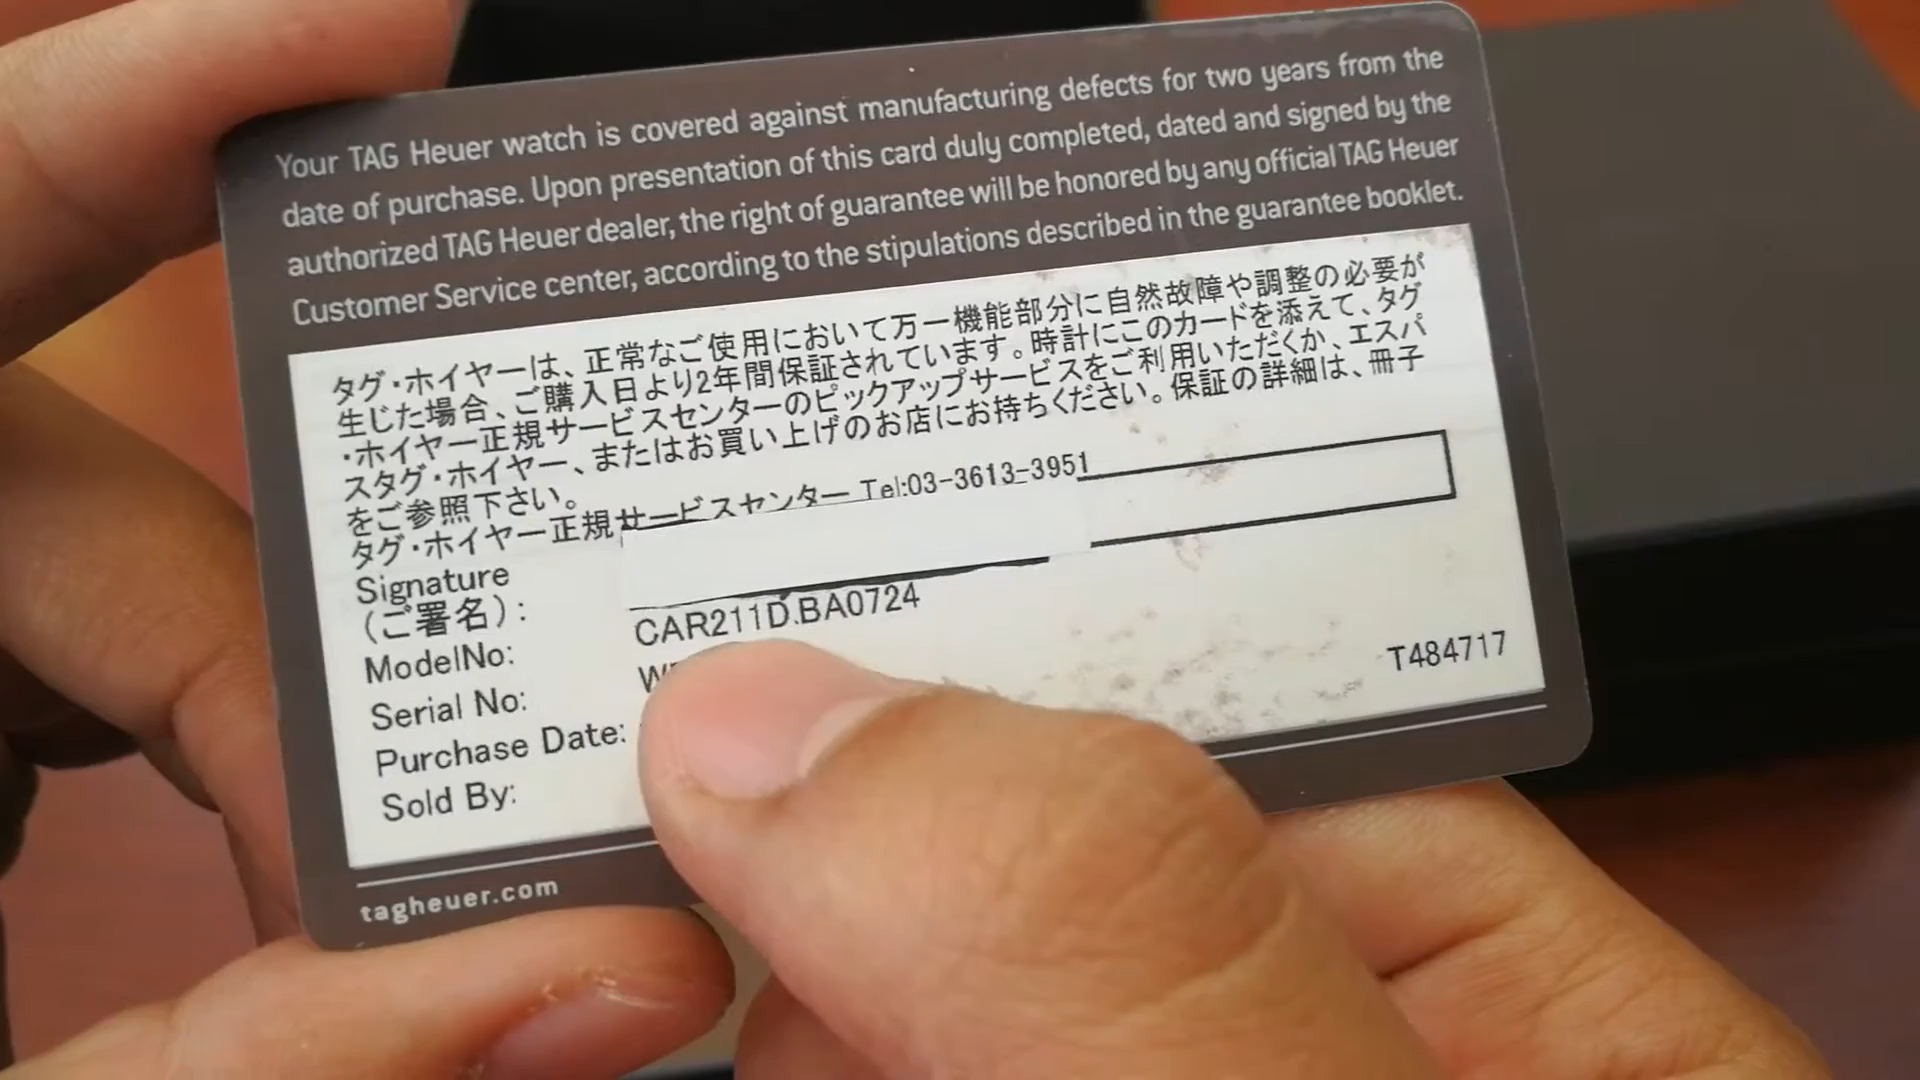 Your TAG Heuer watch is covered against manufacturing defects for two years from the
date of purchase. Upon presentation of this card duly completed, dated and signed by the
authorized TAG Heuer dealer, the right of guarantee will be honored by any official TAG Heuer
Customer Service center, according to the stipulations described in the guarantee booklet.
タグ・ホイヤーは、正常なご使用において万一機能部分に自然故障や調整の必要が
生じた場合、ご購入日より2年間保証されています。時計にこのカードを添えて、タグ
・ホイヤー正規サービスセンターのピックアップサービスをご利用いただくか、エスパ
スタグ・ホイヤー、またはお買い上げのお店にお持ちください。保証の詳細は、冊子
をご参照下さい。
タグ・ホイヤー正規サービスセンター Tel:03-3613-3951
Signature
(ご署名):
ModelNo: CAR211D.BA0724
Serial No:
Purchase Date: T484717
Sold By:
tagheuer.com